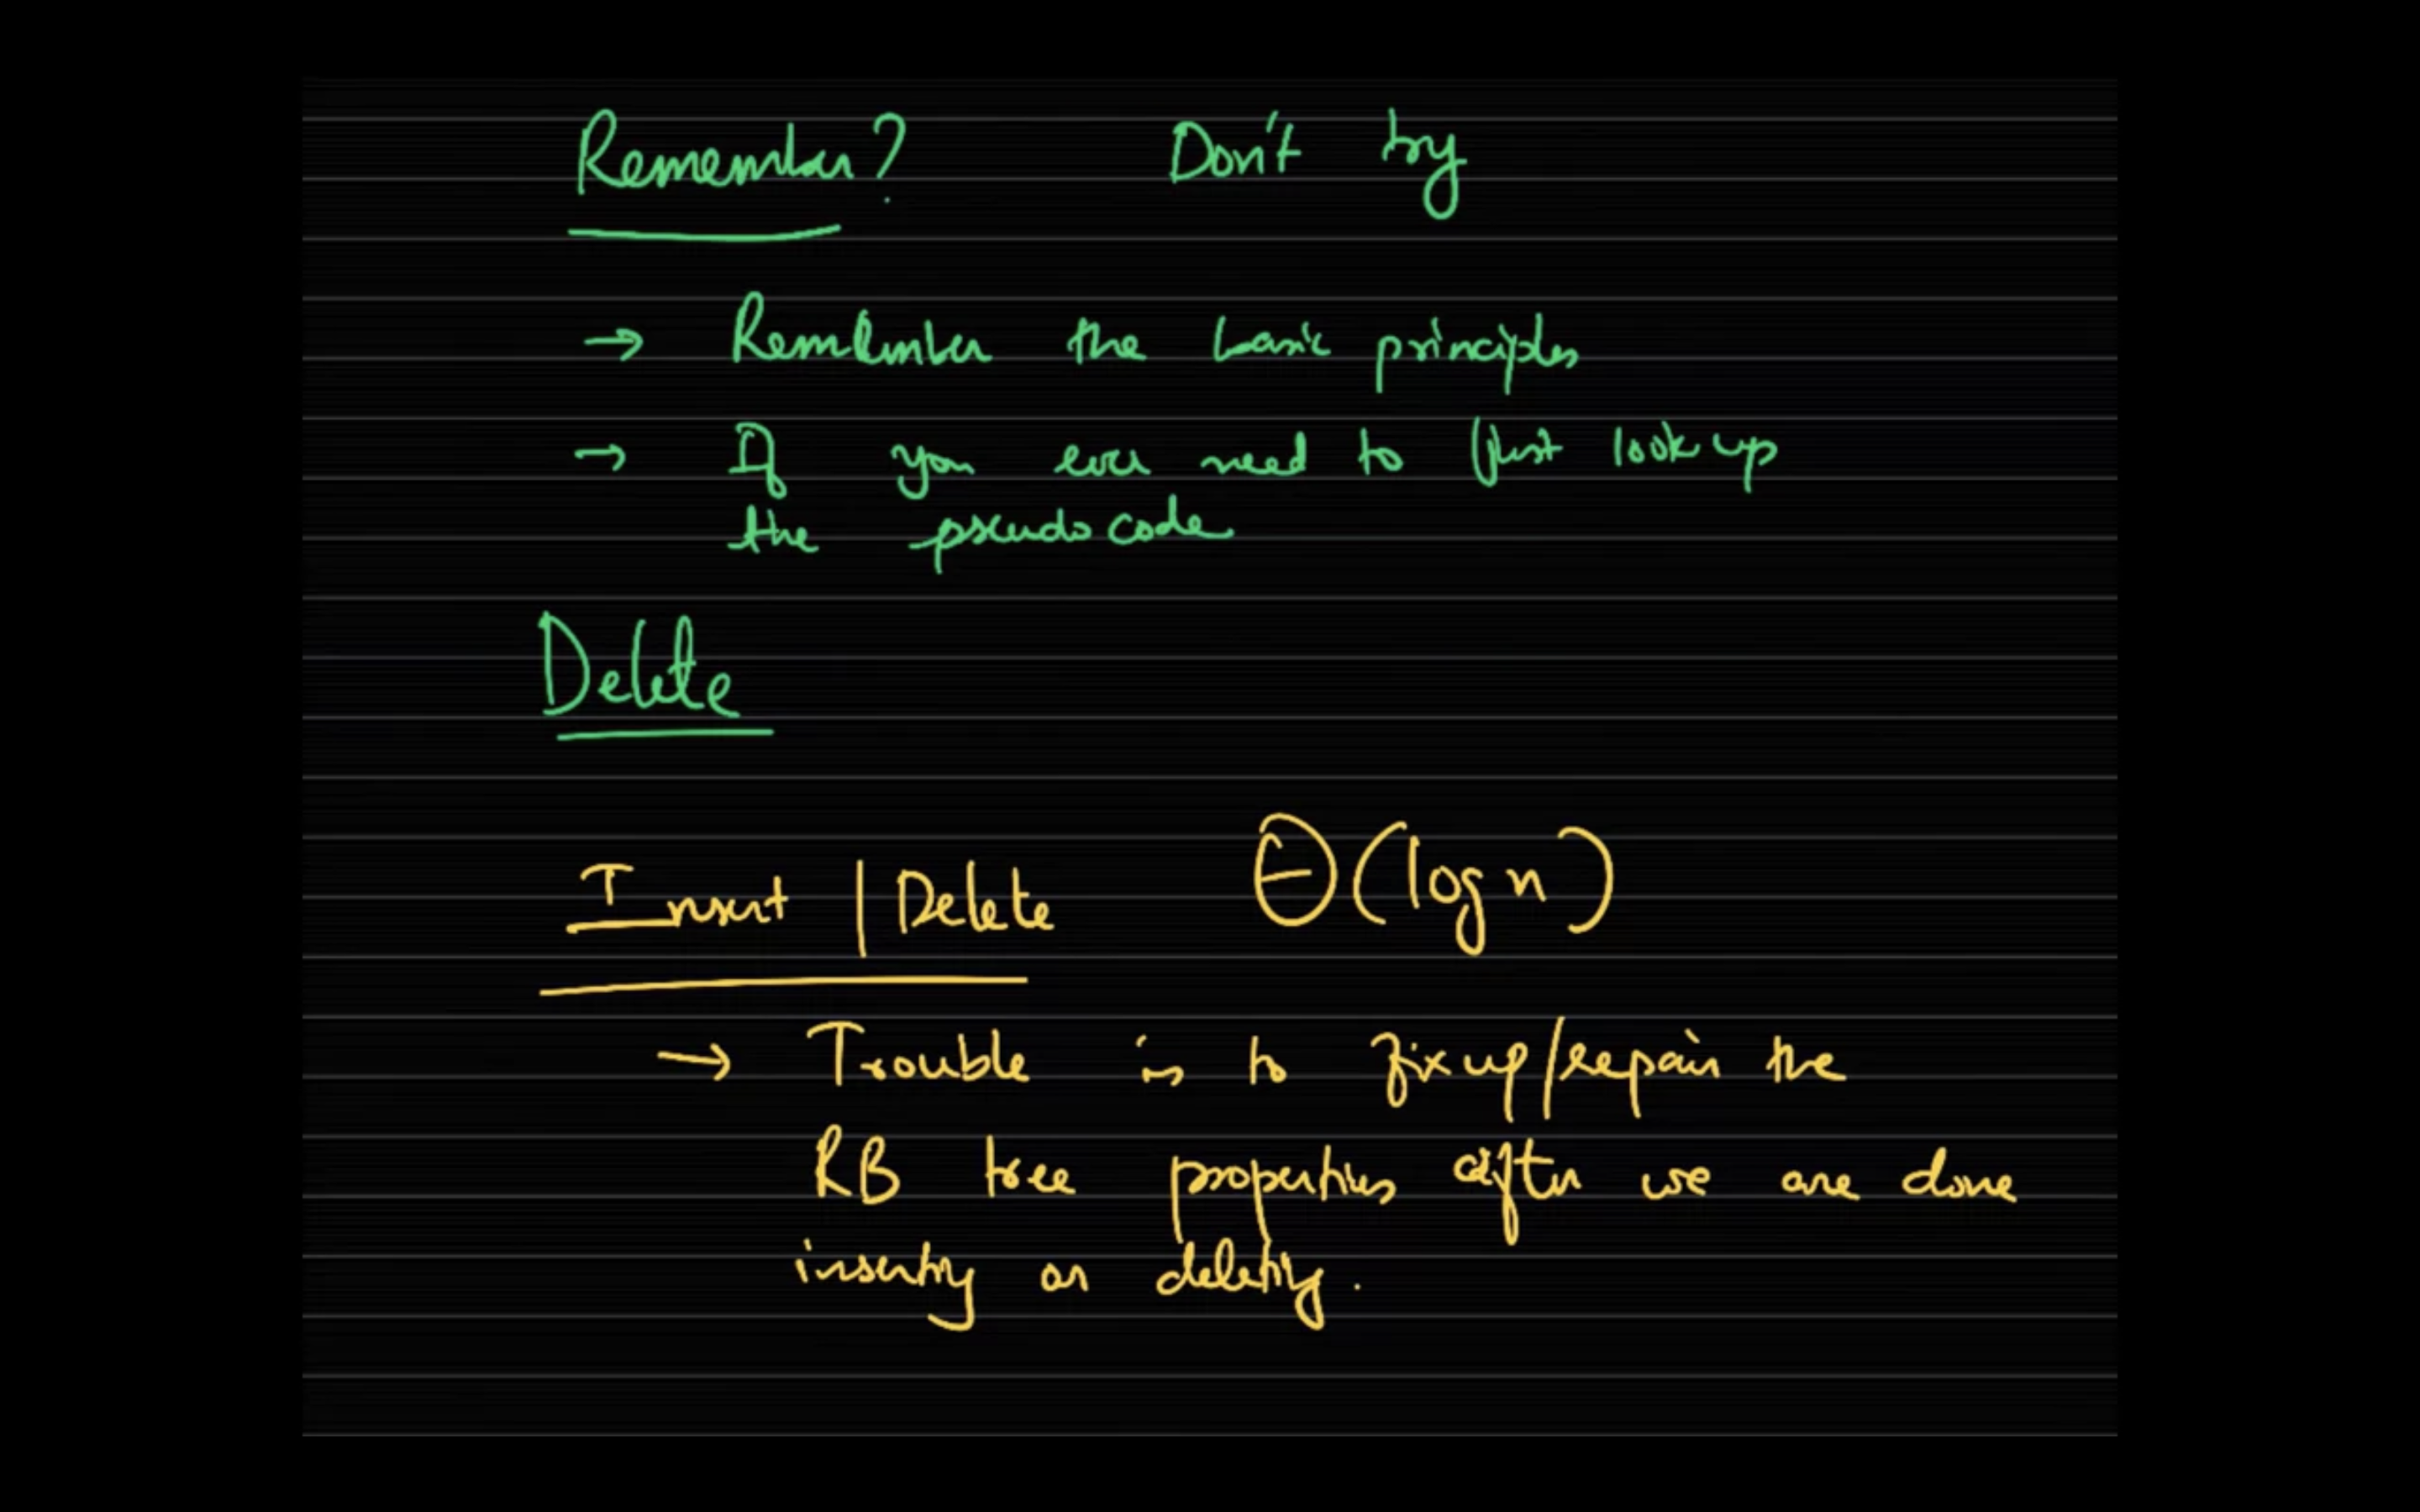 Remember? Don't try
→ Remember the basic principles
→ If you ever need to just look up
the pseudo code
Delete
Insert | Delete Θ(log n)
→ Trouble is to fix up/repair the
RB tree properties after we are done
inserting or deleting.